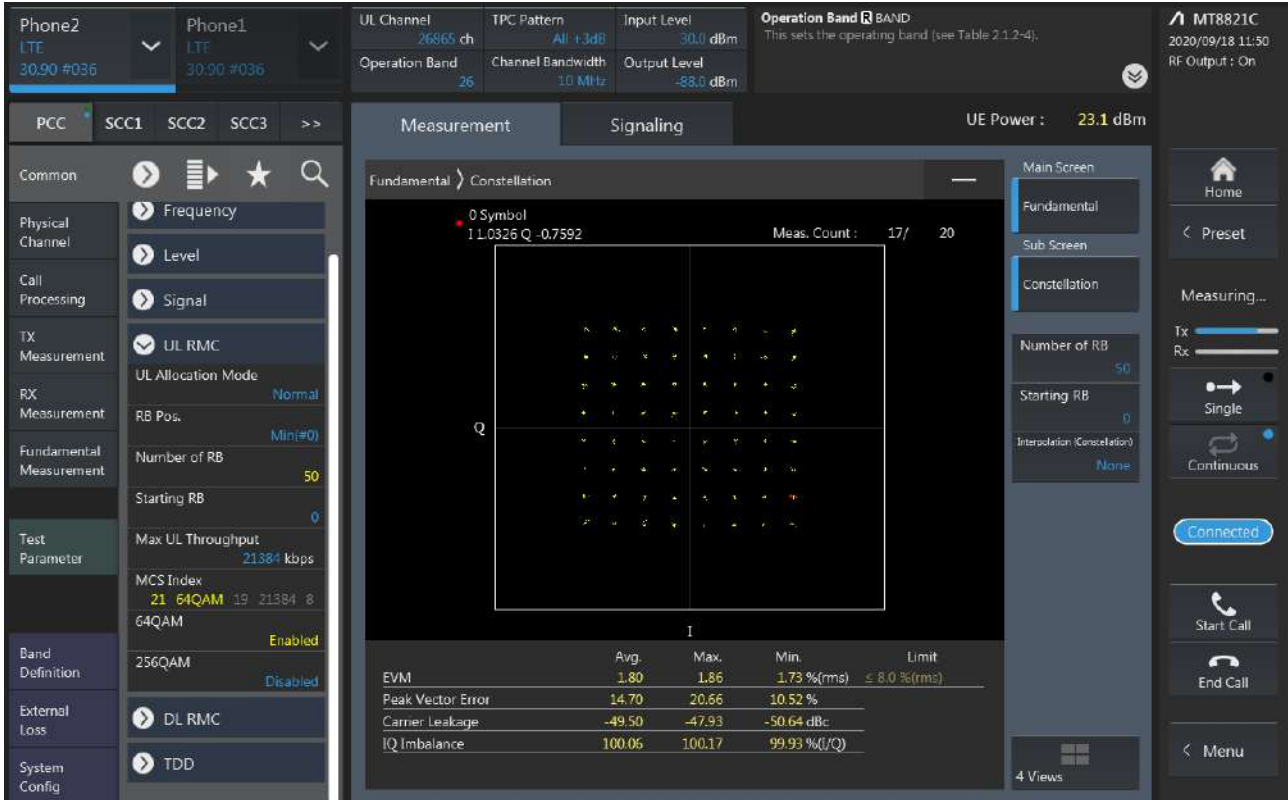 Phone2
LTE
30.90 #036
Phone1
LTE
30.90 #036
UL Channel
26865 ch
TPC Pattern
All +3dB
Input Level
30.0 dBm
Operation Band
26
Channel Bandwidth
10 MHz
Output Level
-88.0 dBm
Operation Band R BAND
This sets the operating band (see Table 2.1.2-4).
MT8821C
2020/09/18 11:50
RF Output : On
PCC SCC1 SCC2 SCC3 >>
Measurement
Signaling
UE Power : 23.1 dBm
Common
Physical
Channel
Call
Processing
TX
Measurement
RX
Measurement
Fundamental
Measurement
Test
Parameter
Band
Definition
External
Loss
System
Config
Frequency
Level
Signal
UL RMC
UL Allocation Mode
Normal
RB Pos.
Min(#0)
Number of RB
50
Starting RB
0
Max UL Throughput
21384 kbps
MCS Index
21 64QAM 19 21384 8
64QAM
Enabled
256QAM
Disabled
DL RMC
TDD
Fundamental 〉 Constellation
0 Symbol
I 1.0326 Q -0.7592
Meas. Count : 17/ 20
Q
I
Avg. Max. Min. Limit
EVM 1.80 1.86 1.73 %(rms) ≤ 8.0 %(rms)
Peak Vector Error 14.70 20.66 10.52 %
Carrier Leakage -49.50 -47.93 -50.64 dBc
IQ Imbalance 100.06 100.17 99.93 %(I/Q)
Main Screen
Fundamental
Sub Screen
Constellation
Number of RB
50
Starting RB
0
Interpolation (Constellation)
None
4 Views
Home
< Preset
Measuring...
Tx
Rx
Single
Continuous
Connected
Start Call
End Call
< Menu